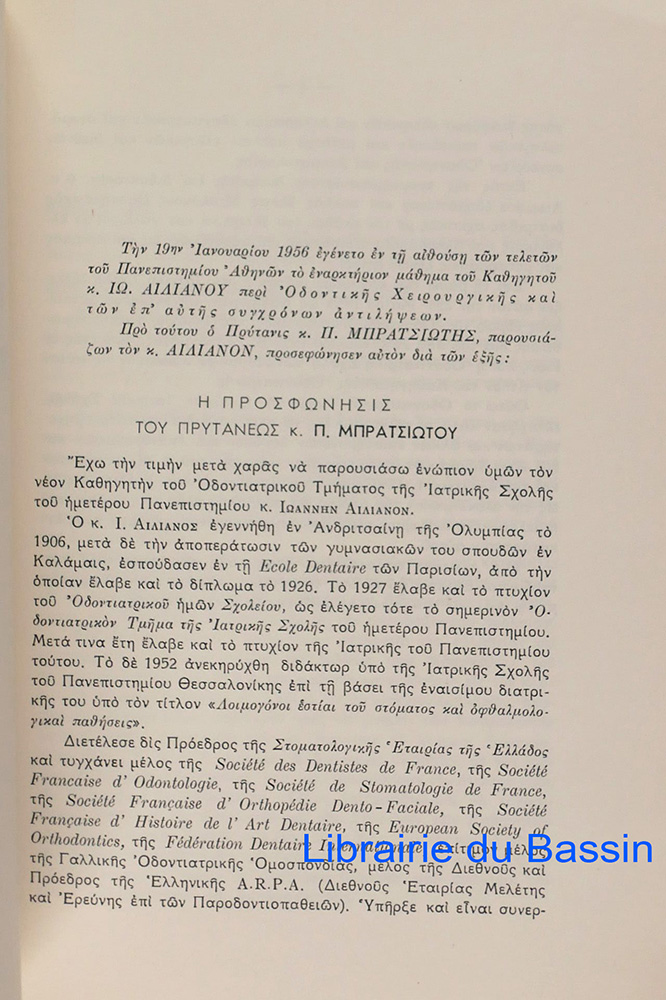 Τὴν 19ην Ἰανουαρίου 1956 ἐγένετο ἐν τῇ αἰθούσῃ τῶν τελετῶν
τοῦ Πανεπιστημίου Ἀθηνῶν τὸ ἐναρκτήριον μάθημα τοῦ Καθηγητοῦ
κ. ΙΩ. ΑΙΛΙΑΝΟΥ περὶ Ὀδοντικῆς Χειρουργικῆς καὶ
τῶν ἐπ' αὐτῆς συγχρόνων ἀντιλήψεων.
Πρὸ τούτου ὁ Πρύτανις κ. Π. ΜΠΡΑΤΣΙΩΤΗΣ, παρουσιά-
ζων τὸν κ. ΑΙΛΙΑΝΟΝ, προσεφώνησεν αὐτὸν διὰ τῶν ἑξῆς:
Η ΠΡΟΣΦΩΝΗΣΙΣ
ΤΟΥ ΠΡΥΤΑΝΕΩΣ κ. Π. ΜΠΡΑΤΣΙΩΤΟΥ
Ἔχω τὴν τιμὴν μετὰ χαρᾶς νὰ παρουσιάσω ἐνώπιον ὑμῶν τὸν
νέον Καθηγητὴν τοῦ Ὀδοντιατρικοῦ Τμήματος τῆς Ἰατρικῆς Σχολῆς
τοῦ ἡμετέρου Πανεπιστημίου κ. ΙΩΑΝΝΗΝ ΑΙΛΙΑΝΟΝ.
Ὁ κ. Ι. ΑΙΛΙΑΝΟΣ ἐγεννήθη ἐν Ἀνδριτσαίνῃ τῆς Ὀλυμπίας τὸ
1906, μετὰ δὲ τὴν ἀποπεράτωσιν τῶν γυμνασιακῶν του σπουδῶν ἐν
Καλάμαις, ἐσπούδασεν ἐν τῇ Ecole Dentaire τῶν Παρισίων, ἀπὸ τὴν
ὁποίαν ἔλαβε καὶ τὸ δίπλωμα τὸ 1926. Τὸ 1927 ἔλαβε καὶ τὸ πτυχίον
τοῦ Ὀδοντιατρικοῦ ἡμῶν Σχολείου, ὡς ἐλέγετο τότε τὸ σημερινὸν Ὀ-
δοντιατρικὸν Τμῆμα τῆς Ἰατρικῆς Σχολῆς τοῦ ἡμετέρου Πανεπιστημίου.
Μετά τινα ἔτη ἔλαβε καὶ τὸ πτυχίον τῆς Ἰατρικῆς τοῦ Πανεπιστημίου
τούτου. Τὸ δὲ 1952 ἀνεκηρύχθη διδάκτωρ ὑπὸ τῆς Ἰατρικῆς Σχολῆς
τοῦ Πανεπιστημίου Θεσσαλονίκης ἐπὶ τῇ βάσει τῆς ἐναισίμου διατρι-
κῆς του ὑπὸ τὸν τίτλον «Λοιμογόνοι ἑστίαι τοῦ στόματος καὶ ὀφθαλμολο-
γικαὶ παθήσεις».
Διετέλεσε δὶς Πρόεδρος τῆς Στοματολογικῆς Ἑταιρίας τῆς Ἑλλάδος
καὶ τυγχάνει μέλος τῆς Société des Dentistes de France, τῆς Société
Francaise d' Odontologie, τῆς Société de Stomatologie de France,
τῆς Société Française d' Orthopédie Dento-Faciale, τῆς Société
Française d' Histoire de l' Art Dentaire, τῆς European Society of
Orthodontics, τῆς Fédération Dentaire Internationale, ἐπίτιμον μέλος
τῆς Γαλλικῆς Ὀδοντιατρικῆς Ὁμοσπονδίας, μέλος τῆς Διεθνοῦς καὶ
Πρόεδρος τῆς Ἑλληνικῆς A.R.P.A. (Διεθνοῦς Ἑταιρίας Μελέτης
καὶ Ἐρεύνης ἐπὶ τῶν Παροδοντιοπαθειῶν). Ὑπῆρξε καὶ εἶναι συνερ-
Librairie du Bassin